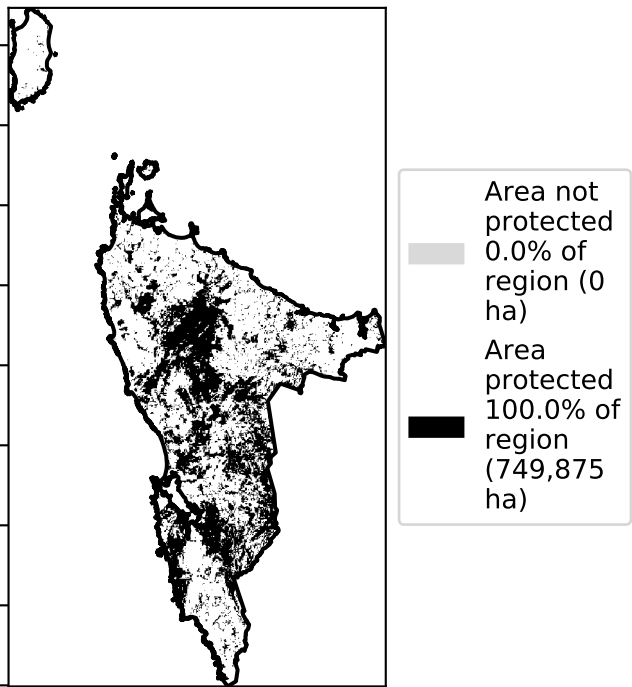 Area not
protected
0.0% of
region (0
ha)
Area
protected
100.0% of
region
(749,875
ha)